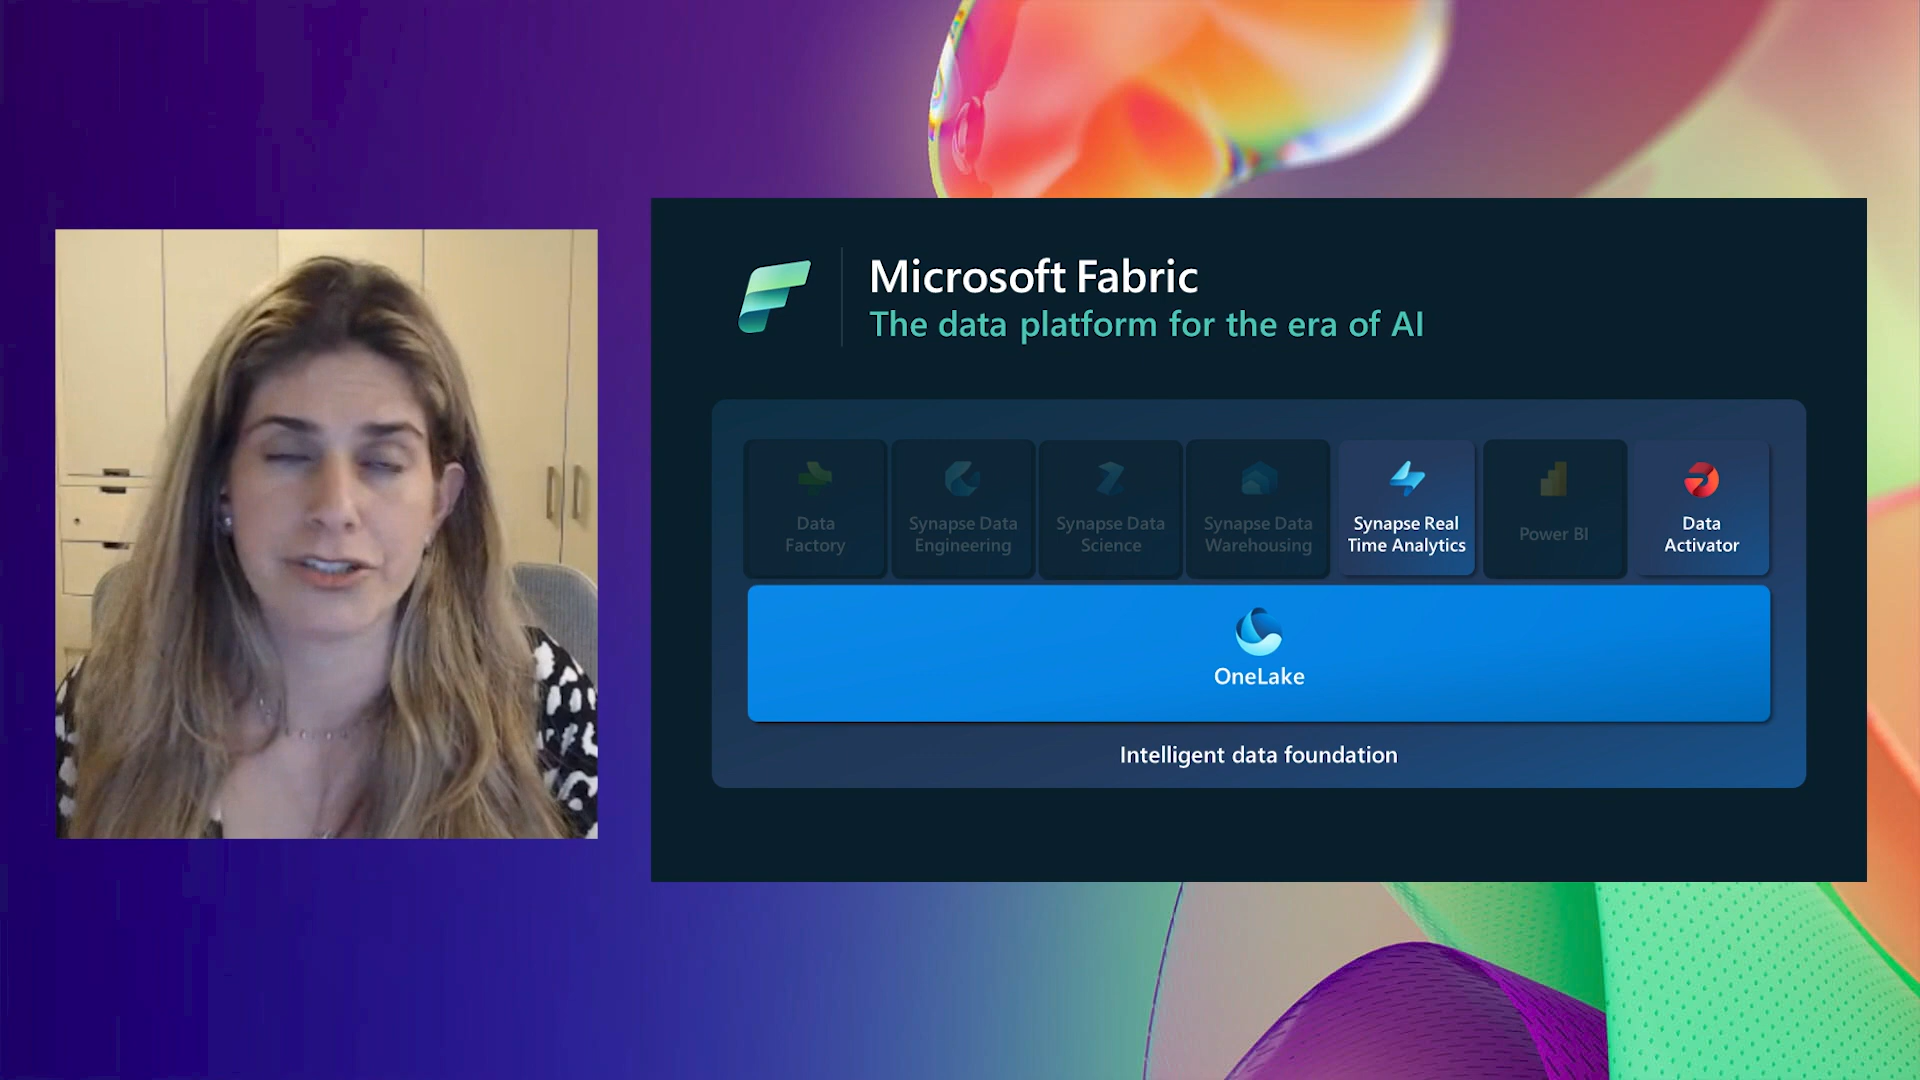 Microsoft Fabric
The data platform for the era of AI
Data
Factory
Synapse Data
Engineering
Synapse Data
Science
Synapse Data
Warehousing
Synapse Real
Time Analytics
Power BI
Data
Activator
OneLake
Intelligent data foundation